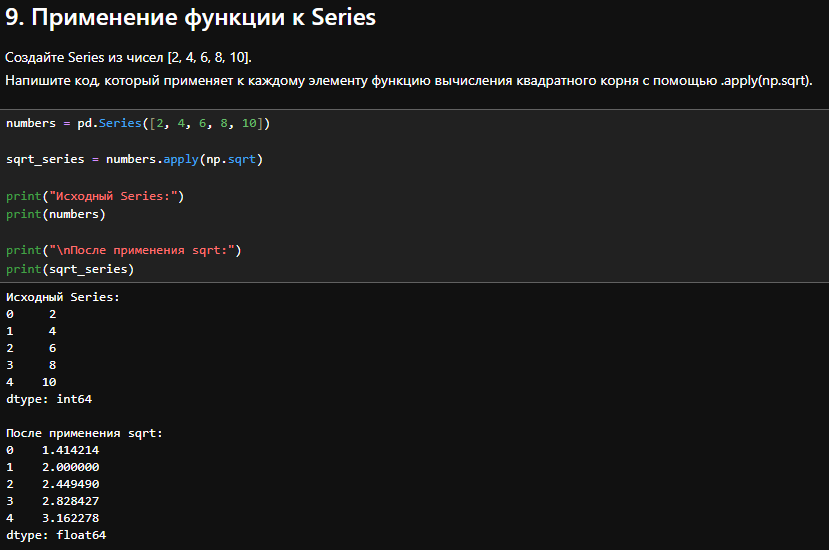 9. Применение функции к Series
Создайте Series из чисел [2, 4, 6, 8, 10].
Напишите код, который применяет к каждому элементу функцию вычисления квадратного корня с помощью .apply(np.sqrt).
numbers = pd.Series([2, 4, 6, 8, 10])
sqrt_series = numbers.apply(np.sqrt)
print("Исходный Series:")
print(numbers)
print("\nПосле применения sqrt:")
print(sqrt_series)
Исходный Series:
0     2
1     4
2     6
3     8
4    10
dtype: int64
После применения sqrt:
0    1.414214
1    2.000000
2    2.449490
3    2.828427
4    3.162278
dtype: float64